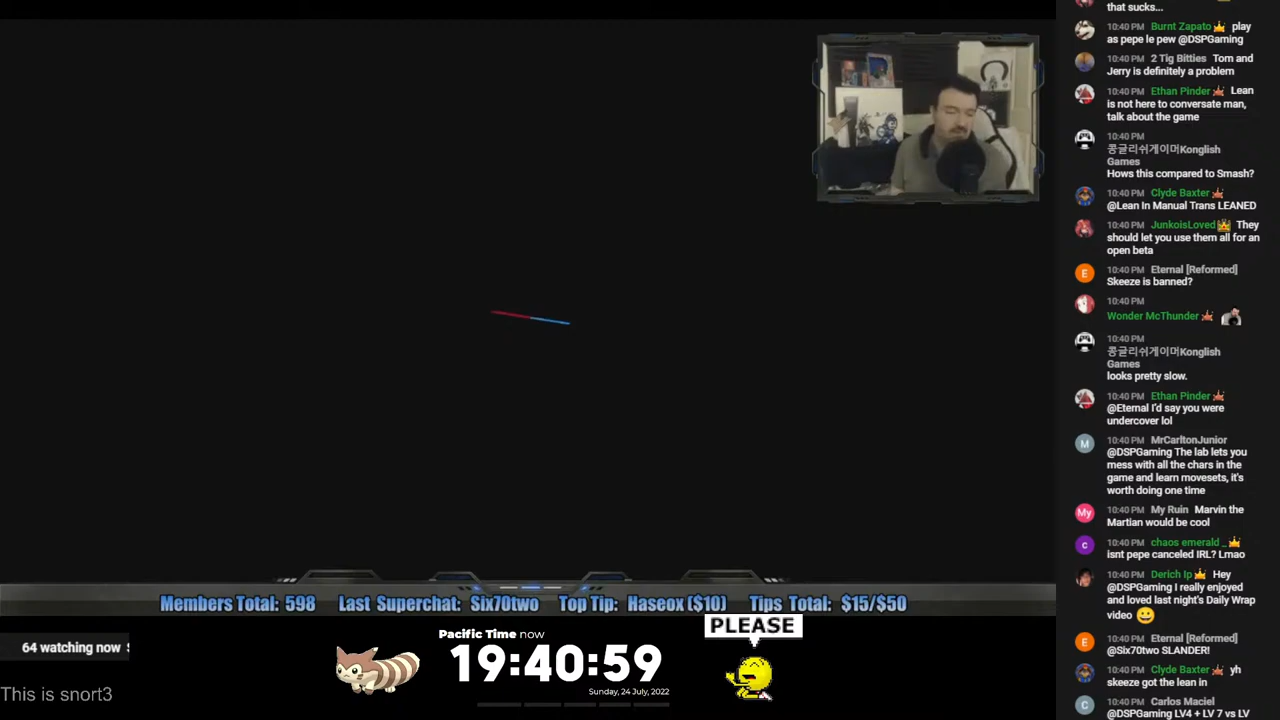 that sucks...
10:40 PM Burnt Zapato play
as pepe le pew @DSPGaming
10:40 PM 2 Tig Bitties Tom and
Jerry is definitely a problem
10:40 PM Ethan Pinder Lean
is not here to conversate man,
talk about the game
10:40 PM
콩글리쉬게이머Konglish
Games
Hows this compared to Smash?
10:40 PM Clyde Baxter
@Lean In Manual Trans LEANED
10:40 PM JunkoisLoved They
should let you use them all for an
open beta
10:40 PM Eternal [Reformed]
Skeeze is banned?
10:40 PM
Wonder McThunder
10:40 PM
콩글리쉬게이머Konglish
Games
looks pretty slow.
10:40 PM Ethan Pinder
@Eternal I'd say you were
undercover lol
10:40 PM MrCarltonJunior
@DSPGaming The lab lets you
mess with all the chars in the
game and learn movesets, it's
worth doing one time
10:40 PM My Ruin Marvin the
Martian would be cool
10:40 PM chaos emerald _
isnt pepe canceled IRL? Lmao
10:40 PM Derich Ip Hey
@DSPGaming I really enjoyed
and loved last night's Daily Wrap
video
10:40 PM Eternal [Reformed]
@Six70two SLANDER!
10:40 PM Clyde Baxter yh
skeeze got the lean in
10:40 PM Carlos Maciel
@DSPGaming LV4 + LV 7 vs LV
Members Total: 598 Last Superchat: Six70two Top Tip: Haseox ($10) Tips Total: $15/$50
PLEASE
Pacific Time now
19:40:59
Sunday, 24 July, 2022
64 watching now
This is snort3